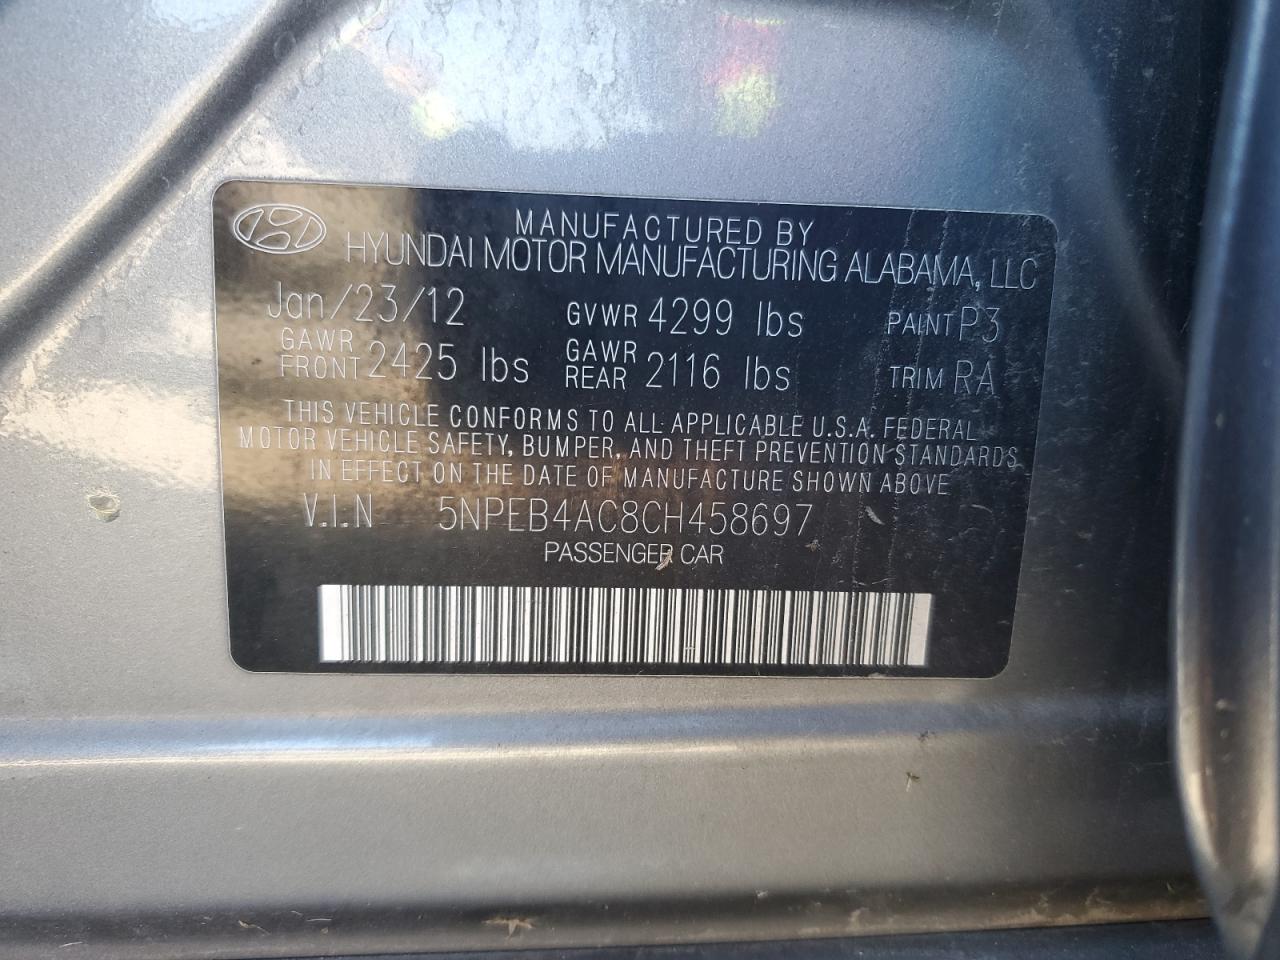 MANUFACTURED BY
HYUNDAI MOTOR MANUFACTURING ALABAMA, LLC
Jan/23/12 GVWR 4299 lbs PAINT P3
GAWR FRONT 2425 lbs GAWR REAR 2116 lbs TRIM RA
THIS VEHICLE CONFORMS TO ALL APPLICABLE U.S.A. FEDERAL
MOTOR VEHICLE SAFETY, BUMPER, AND THEFT PREVENTION STANDARDS
IN EFFECT ON THE DATE OF MANUFACTURE SHOWN ABOVE
V.I.N 5NPEB4AC8CH458697
PASSENGER CAR